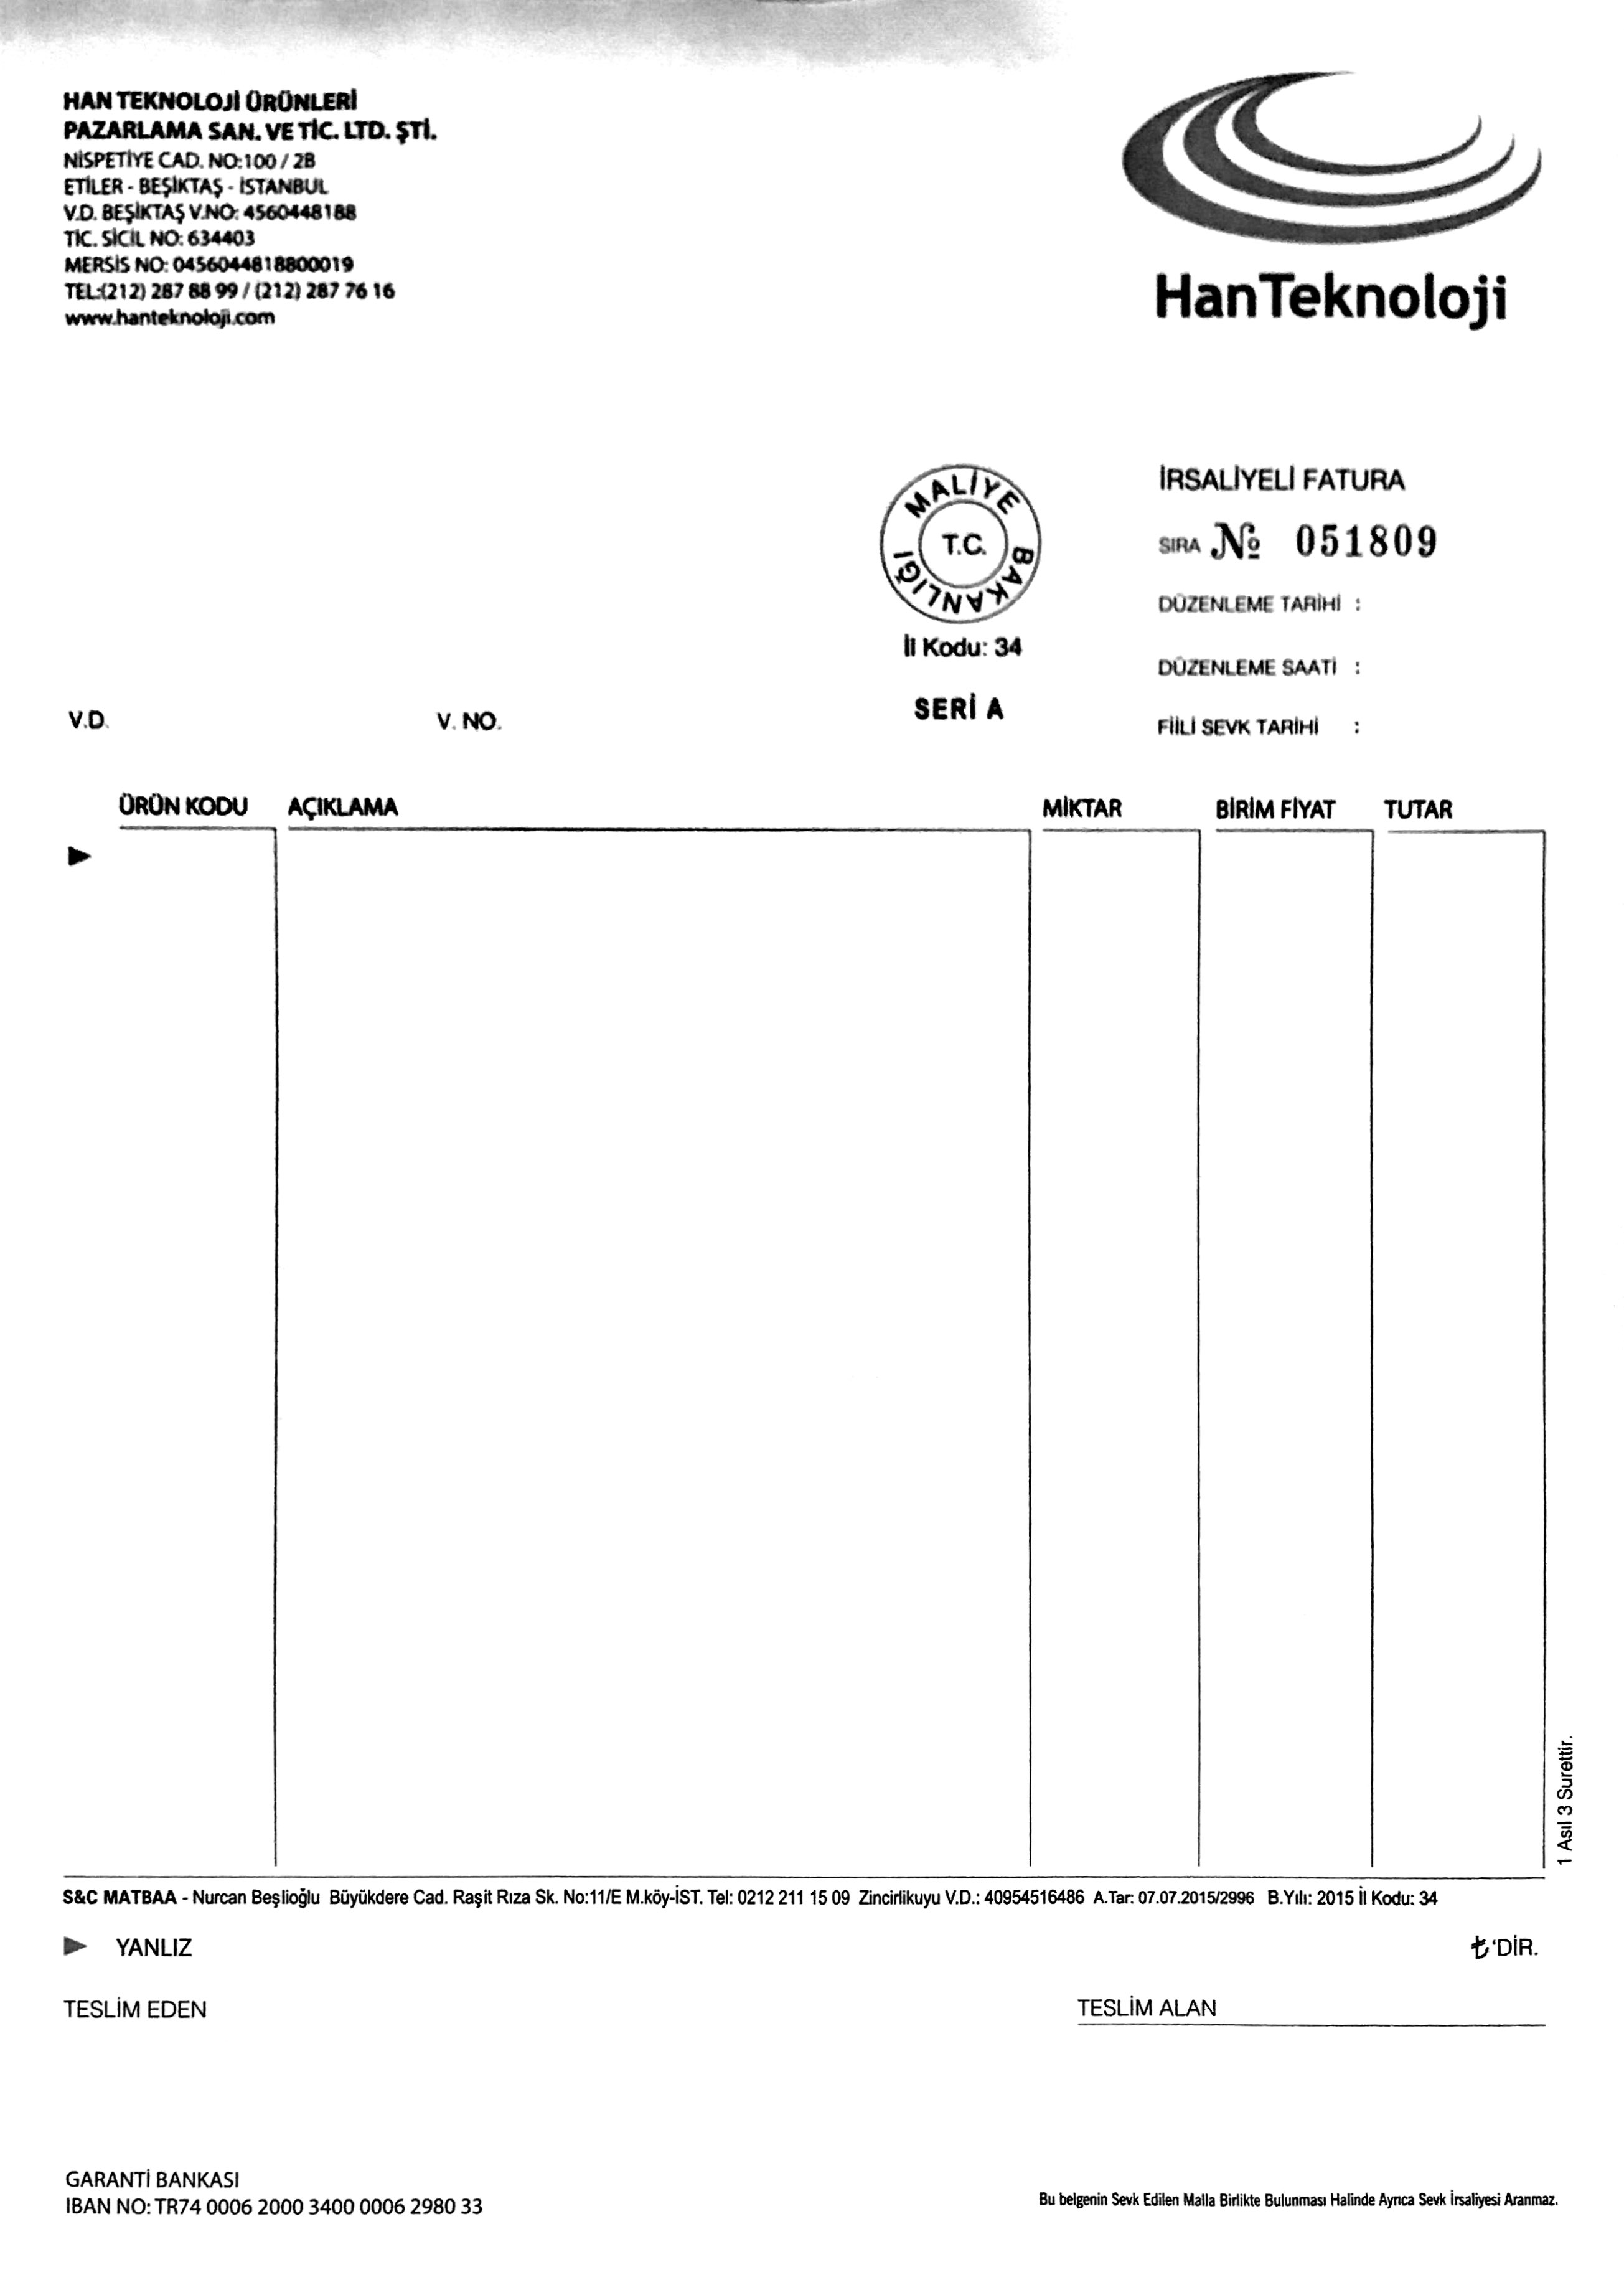 HAN TEKNOLOJİ ÜRÜNLERİ
PAZARLAMA SAN. VE TİC. LTD. ŞTİ.
NİSPETİYE CAD. NO:100 / 2B
ETİLER - BEŞİKTAŞ - İSTANBUL
V.D. BEŞİKTAŞ V.NO: 4560448188
TİC. SİCİL NO: 634403
MERSİS NO: 0456044818800019
TEL:(212) 287 88 99 / (212) 287 76 16
www.hanteknoloji.com
HanTeknoloji
MALİYE BAKANLIĞI
T.C.
İl Kodu: 34
SERİ A
İRSALİYELİ FATURA
SIRA № 051809
DÜZENLEME TARİHİ :
DÜZENLEME SAATİ :
FİİLİ SEVK TARİHİ :
V.D. V. NO.
ÜRÜN KODU AÇIKLAMA MİKTAR BİRİM FİYAT TUTAR
1 Asıl 3 Surettir.
S&C MATBAA - Nurcan Beşlioğlu Büyükdere Cad. Raşit Rıza Sk. No:11/E M.köy-İST. Tel: 0212 211 15 09 Zincirlikuyu V.D.: 40954516486 A.Tar: 07.07.2015/2996 B.Yılı: 2015 İl Kodu: 34
YANLIZ ₺'DİR.
TESLİM EDEN TESLİM ALAN
GARANTİ BANKASI
IBAN NO: TR74 0006 2000 3400 0006 2980 33
Bu belgenin Sevk Edilen Malla Birlikte Bulunması Halinde Ayrıca Sevk İrsaliyesi Aranmaz.